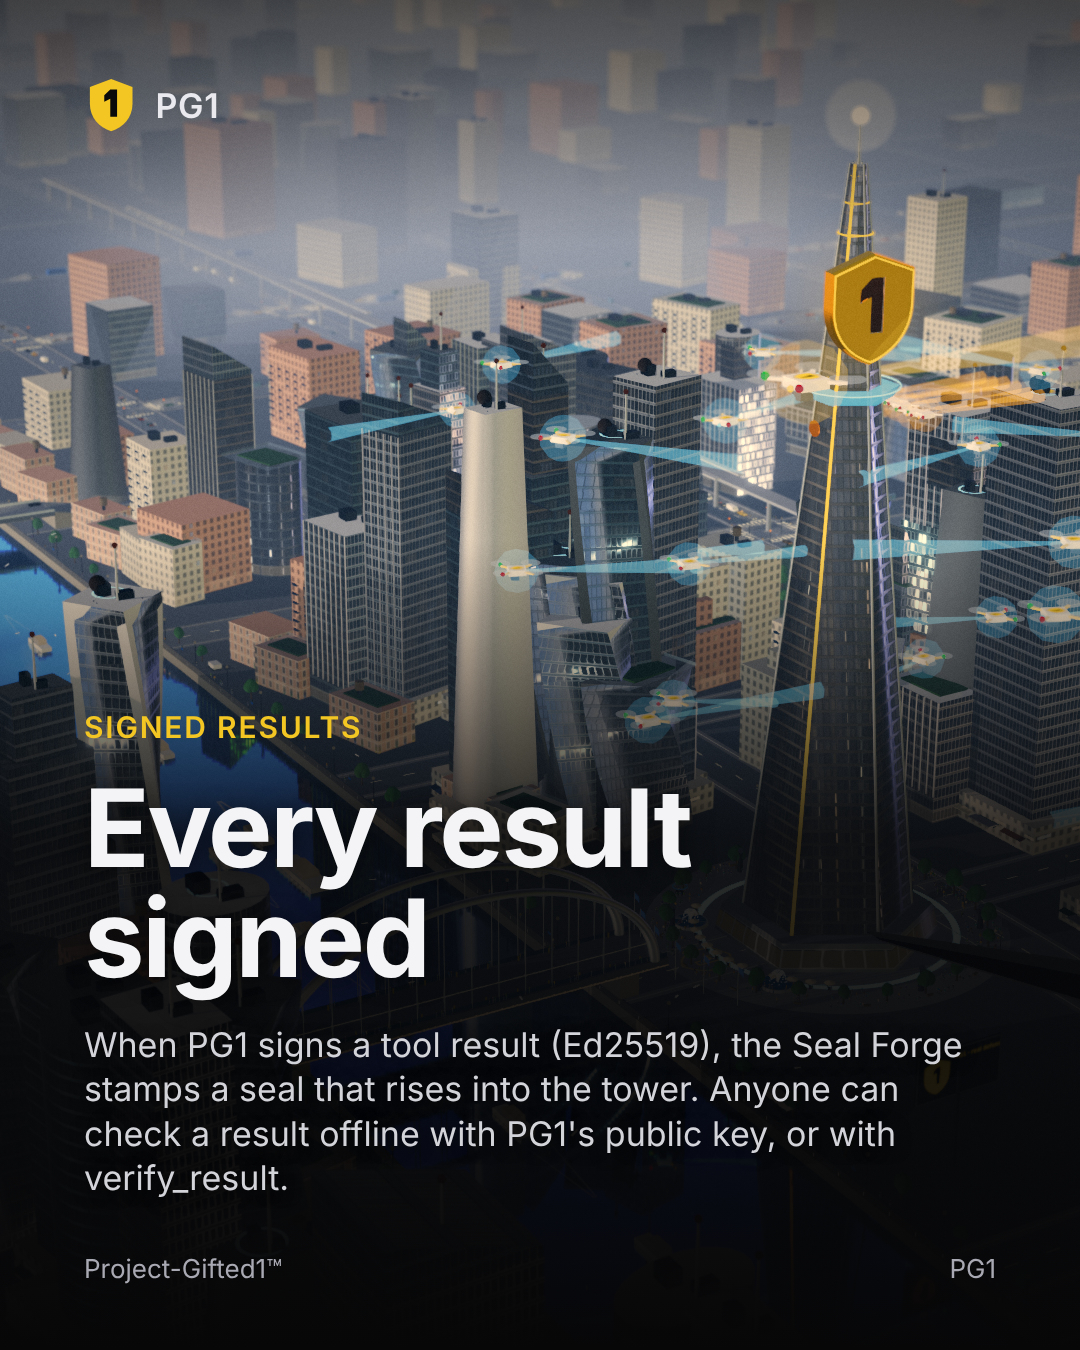 1 PG1
1
SIGNED RESULTS
Every result
signed
When PG1 signs a tool result (Ed25519), the Seal Forge
stamps a seal that rises into the tower. Anyone can
check a result offline with PG1's public key, or with
verify_result.
Project-Gifted1™ PG1